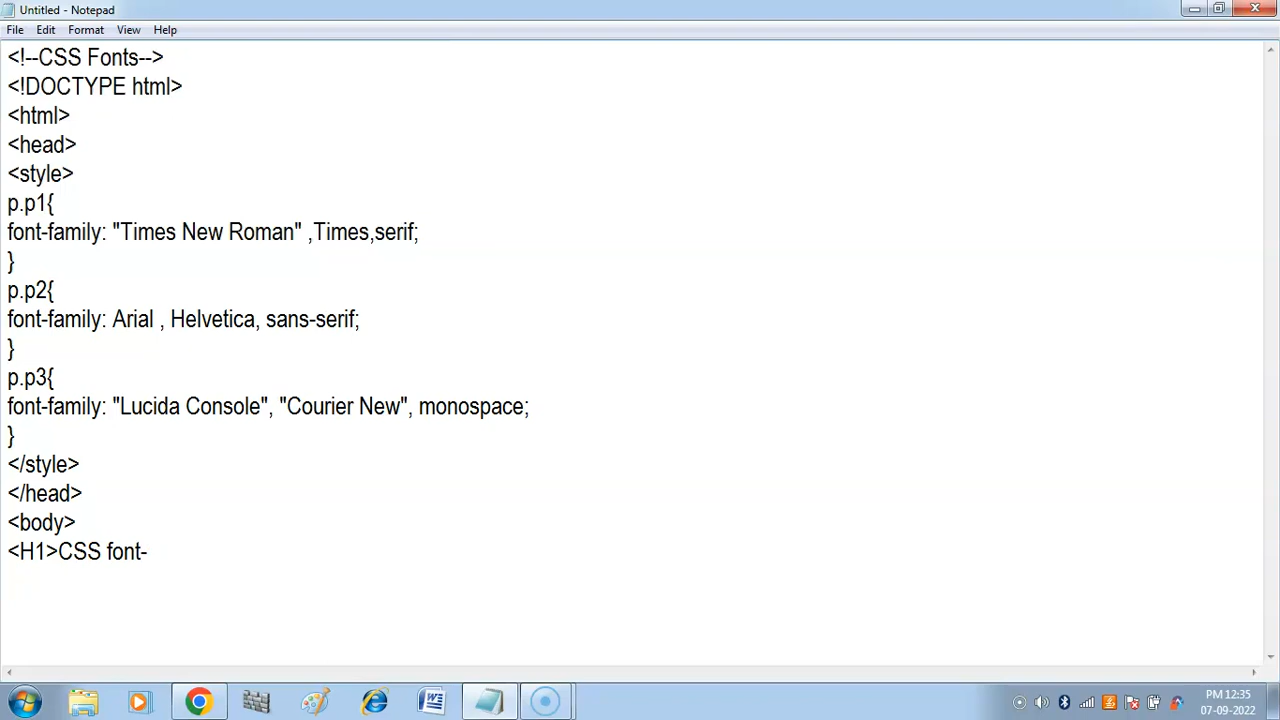 Untitled - Notepad
File Edit Format View Help
<!--CSS Fonts-->
<!DOCTYPE html>
<html>
<head>
<style>
p.p1{
font-family: "Times New Roman" ,Times,serif;
}
p.p2{
font-family: Arial , Helvetica, sans-serif;
}
p.p3{
font-family: "Lucida Console", "Courier New", monospace;
}
</style>
</head>
<body>
<H1>CSS font-
PM 12:35
07-09-2022